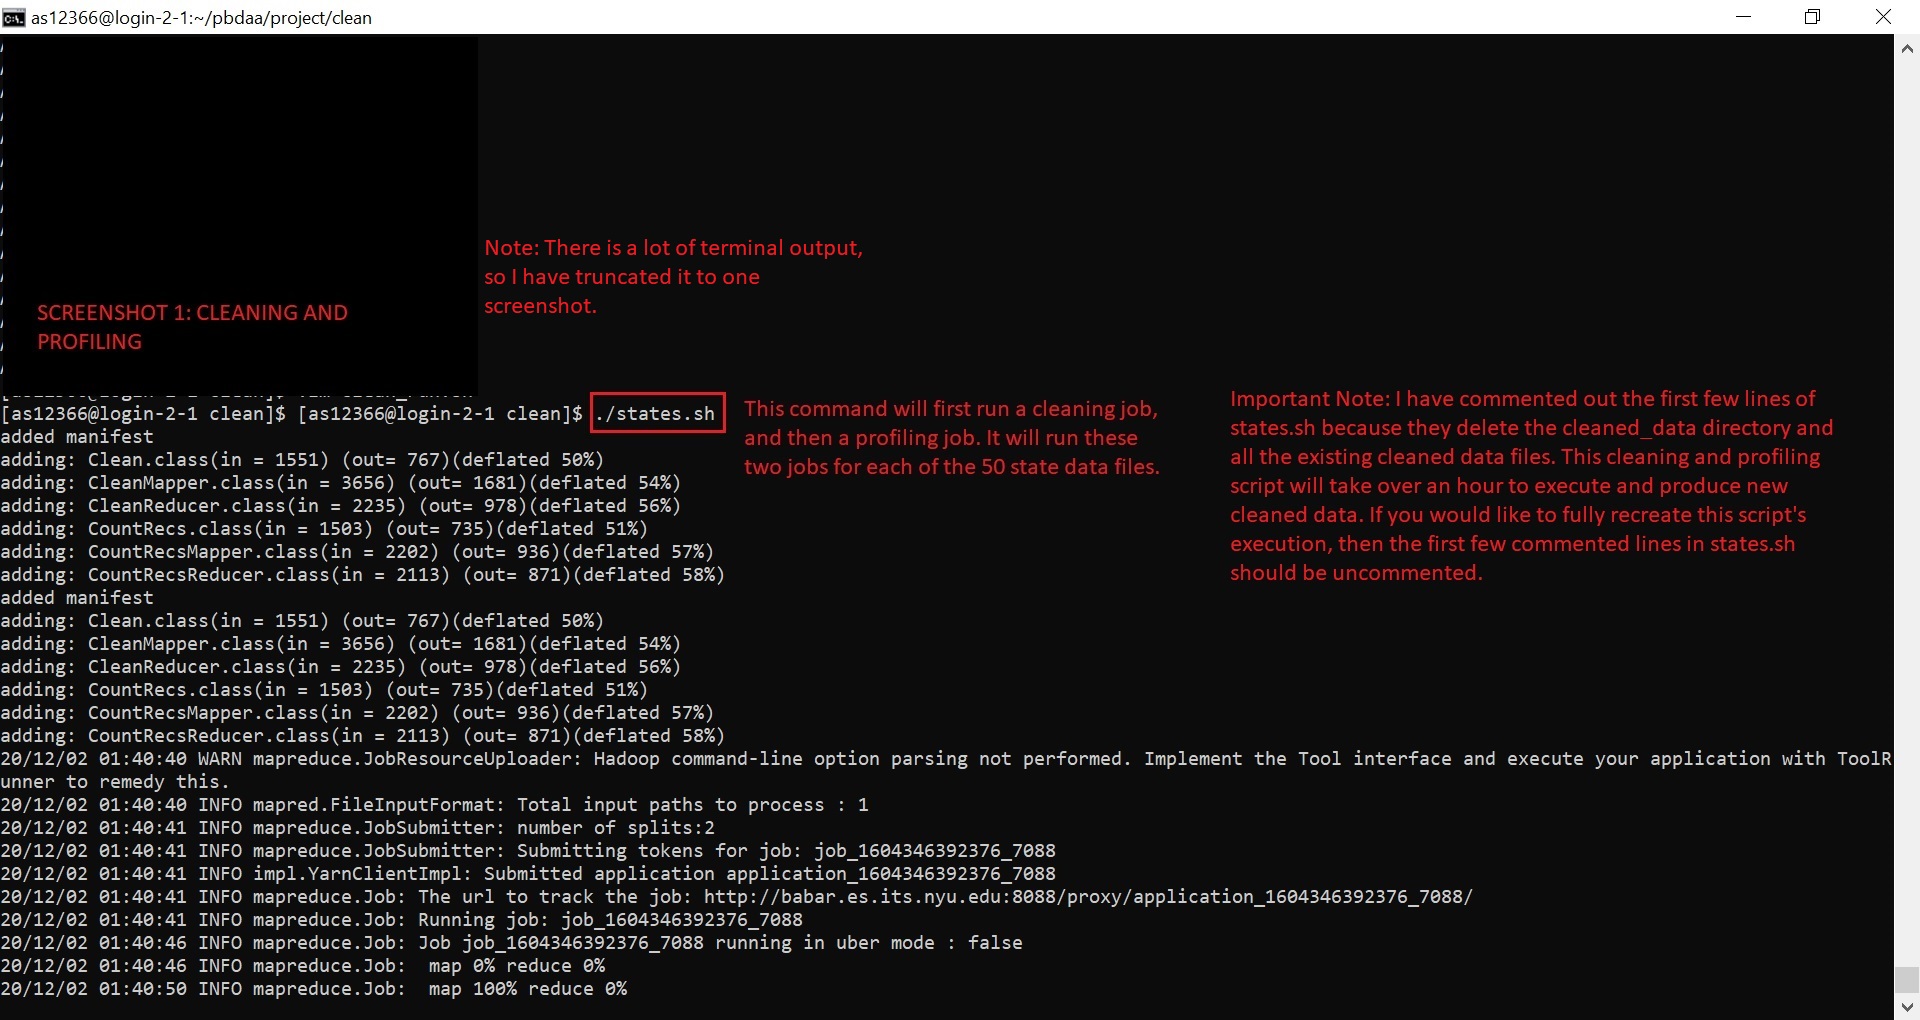 as12366@login-2-1:~/pbdaa/project/clean
Note: There is a lot of terminal output,
so I have truncated it to one
screenshot.
SCREENSHOT 1: CLEANING AND
PROFILING
[as12366@login-2-1 clean]$ [as12366@login-2-1 clean]$ ./states.sh
This command will first run a cleaning job,
and then a profiling job. It will run these
two jobs for each of the 50 state data files.
Important Note: I have commented out the first few lines of
states.sh because they delete the cleaned_data directory and
all the existing cleaned data files. This cleaning and profiling
script will take over an hour to execute and produce new
cleaned data. If you would like to fully recreate this script's
execution, then the first few commented lines in states.sh
should be uncommented.
added manifest
adding: Clean.class(in = 1551) (out= 767)(deflated 50%)
adding: CleanMapper.class(in = 3656) (out= 1681)(deflated 54%)
adding: CleanReducer.class(in = 2235) (out= 978)(deflated 56%)
adding: CountRecs.class(in = 1503) (out= 735)(deflated 51%)
adding: CountRecsMapper.class(in = 2202) (out= 936)(deflated 57%)
adding: CountRecsReducer.class(in = 2113) (out= 871)(deflated 58%)
added manifest
adding: Clean.class(in = 1551) (out= 767)(deflated 50%)
adding: CleanMapper.class(in = 3656) (out= 1681)(deflated 54%)
adding: CleanReducer.class(in = 2235) (out= 978)(deflated 56%)
adding: CountRecs.class(in = 1503) (out= 735)(deflated 51%)
adding: CountRecsMapper.class(in = 2202) (out= 936)(deflated 57%)
adding: CountRecsReducer.class(in = 2113) (out= 871)(deflated 58%)
20/12/02 01:40:40 WARN mapreduce.JobResourceUploader: Hadoop command-line option parsing not performed. Implement the Tool interface and execute your application with ToolR
unner to remedy this.
20/12/02 01:40:40 INFO mapred.FileInputFormat: Total input paths to process : 1
20/12/02 01:40:41 INFO mapreduce.JobSubmitter: number of splits:2
20/12/02 01:40:41 INFO mapreduce.JobSubmitter: Submitting tokens for job: job_1604346392376_7088
20/12/02 01:40:41 INFO impl.YarnClientImpl: Submitted application application_1604346392376_7088
20/12/02 01:40:41 INFO mapreduce.Job: The url to track the job: http://babar.es.its.nyu.edu:8088/proxy/application_1604346392376_7088/
20/12/02 01:40:41 INFO mapreduce.Job: Running job: job_1604346392376_7088
20/12/02 01:40:46 INFO mapreduce.Job: Job job_1604346392376_7088 running in uber mode : false
20/12/02 01:40:46 INFO mapreduce.Job:  map 0% reduce 0%
20/12/02 01:40:50 INFO mapreduce.Job:  map 100% reduce 0%